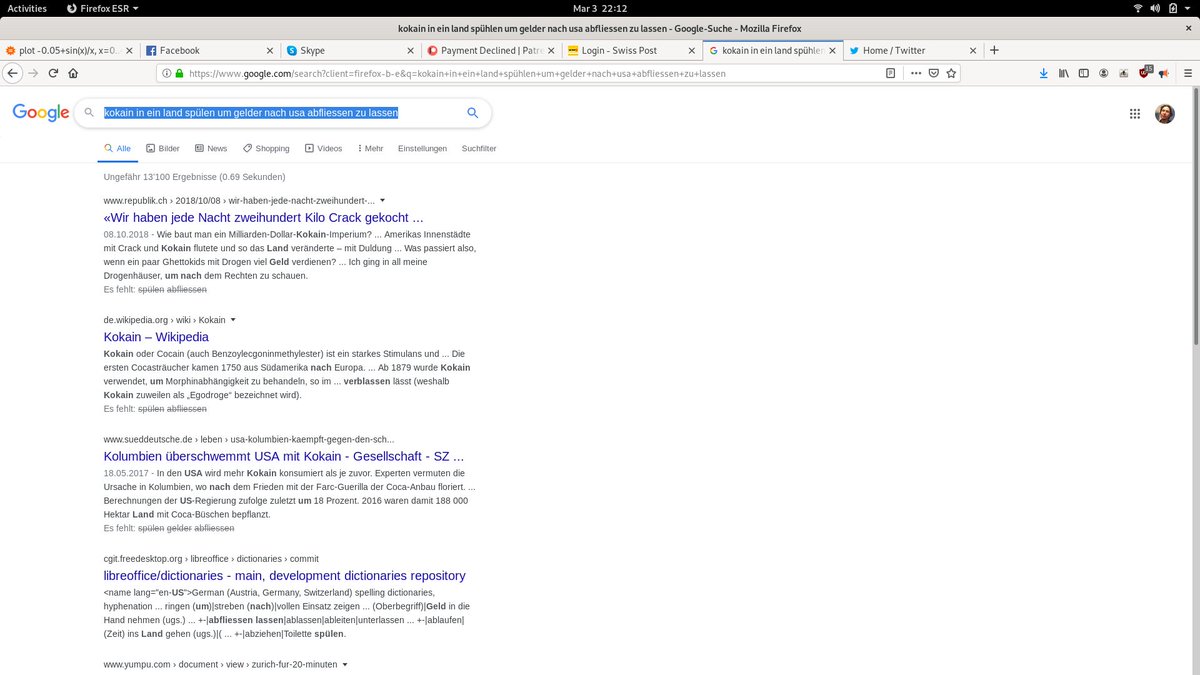 Activities Firefox ESR Mar 3 22:12
kokain in ein land spühlen um gelder nach usa abfliessen zu lassen - Google-Suche - Mozilla Firefox
plot -0.05+sin(x)/x, x=0. Facebook Skype Payment Declined | Patre Login - Swiss Post kokain in ein land spühlen Home / Twitter
https://www.google.com/search?client=firefox-b-e&q=kokain+in+ein+land+spühlen+um+gelder+nach+usa+abfliessen+zu+lassen
Google kokain in ein land spülen um gelder nach usa abfliessen zu lassen
Alle Bilder News Shopping Videos Mehr Einstellungen Suchfilter
Ungefähr 13'100 Ergebnisse (0.69 Sekunden)
www.republik.ch › 2018/10/08 › wir-haben-jede-nacht-zweihundert-...
«Wir haben jede Nacht zweihundert Kilo Crack gekocht ...
08.10.2018 - Wie baut man ein Milliarden-Dollar-Kokain-Imperium? ... Amerikas Innenstädte
mit Crack und Kokain flutete und so das Land veränderte – mit Duldung ... Was passiert also,
wenn ein paar Ghettokids mit Drogen viel Geld verdienen? ... Ich ging in all meine
Drogenhäuser, um nach dem Rechten zu schauen.
Es fehlt: spülen abfliessen
de.wikipedia.org › wiki › Kokain
Kokain – Wikipedia
Kokain oder Cocain (auch Benzoylecgoninmethylester) ist ein starkes Stimulans und ... Die
ersten Cocasträucher kamen 1750 aus Südamerika nach Europa. ... Ab 1879 wurde Kokain
verwendet, um Morphinabhängigkeit zu behandeln, so im ... verblassen lässt (weshalb
Kokain zuweilen als „Egodroge“ bezeichnet wird).
Es fehlt: spülen abfliessen
www.sueddeutsche.de › leben › usa-kolumbien-kaempft-gegen-den-sch...
Kolumbien überschwemmt USA mit Kokain - Gesellschaft - SZ ...
18.05.2017 - In den USA wird mehr Kokain konsumiert als je zuvor. Experten vermuten die
Ursache in Kolumbien, wo nach dem Frieden mit der Farc-Guerilla der Coca-Anbau floriert. ...
Berechnungen der US-Regierung zufolge zuletzt um 18 Prozent. 2016 waren damit 188 000
Hektar Land mit Coca-Büschen bepflanzt.
Es fehlt: spülen gelder abfliessen
cgit.freedesktop.org › libreoffice › dictionaries › commit
libreoffice/dictionaries - main, development dictionaries repository
<name lang="en-US">German (Austria, Germany, Switzerland) spelling dictionaries,
hyphenation ... ringen (um)|streben (nach)|vollen Einsatz zeigen ... (Oberbegriff)|Geld in die
Hand nehmen (ugs.) ... +-|abfliessen lassen|ablassen|ableiten|unterlassen ... +-|ablaufen|
(Zeit) ins Land gehen (ugs.)|( ... +-|abziehen|Toilette spülen.
www.yumpu.com › document › view › zurich-fur-20-minuten